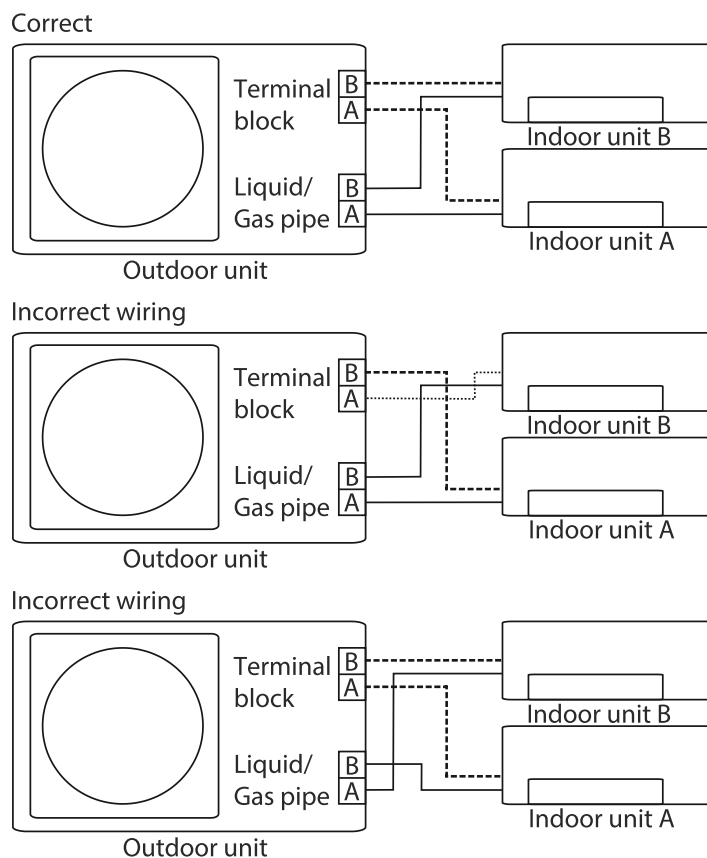 Correct
Terminal block
B
A
Liquid/
Gas pipe
B
A
Outdoor unit
Indoor unit B
Indoor unit A
Incorrect wiring
Terminal block
B
A
Liquid/
Gas pipe
B
A
Outdoor unit
Indoor unit B
Indoor unit A
Incorrect wiring
Terminal block
B
A
Liquid/
Gas pipe
B
A
Outdoor unit
Indoor unit B
Indoor unit A